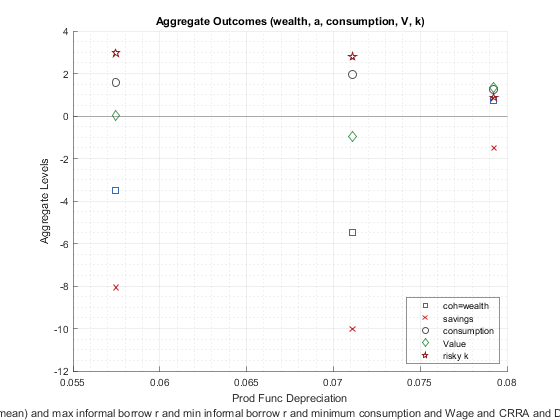 Aggregate Outcomes (wealth, a, consumption, V, k)
4
2
0
-2
-4
-6
-8
-10
-12
Aggregate Levels
coh=wealth
savings
consumption
Value
risky k
0.055
0.06
0.065
0.07
0.075
0.08
Prod Func Depreciation
mean) and max informal borrow r and min informal borrow r and minimum consumption and Wage and CRRA and